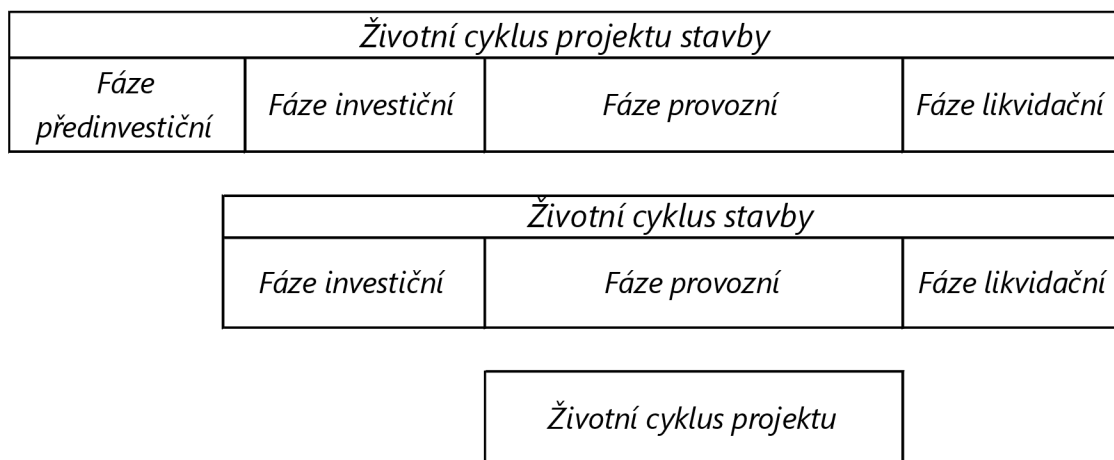 Životní cyklus projektu stavby
Fáze
předinvestiční
Fáze investiční
Fáze provozní
Fáze likvidační
Životní cyklus stavby
Fáze investiční
Fáze provozní
Fáze likvidační
Životní cyklus projektu